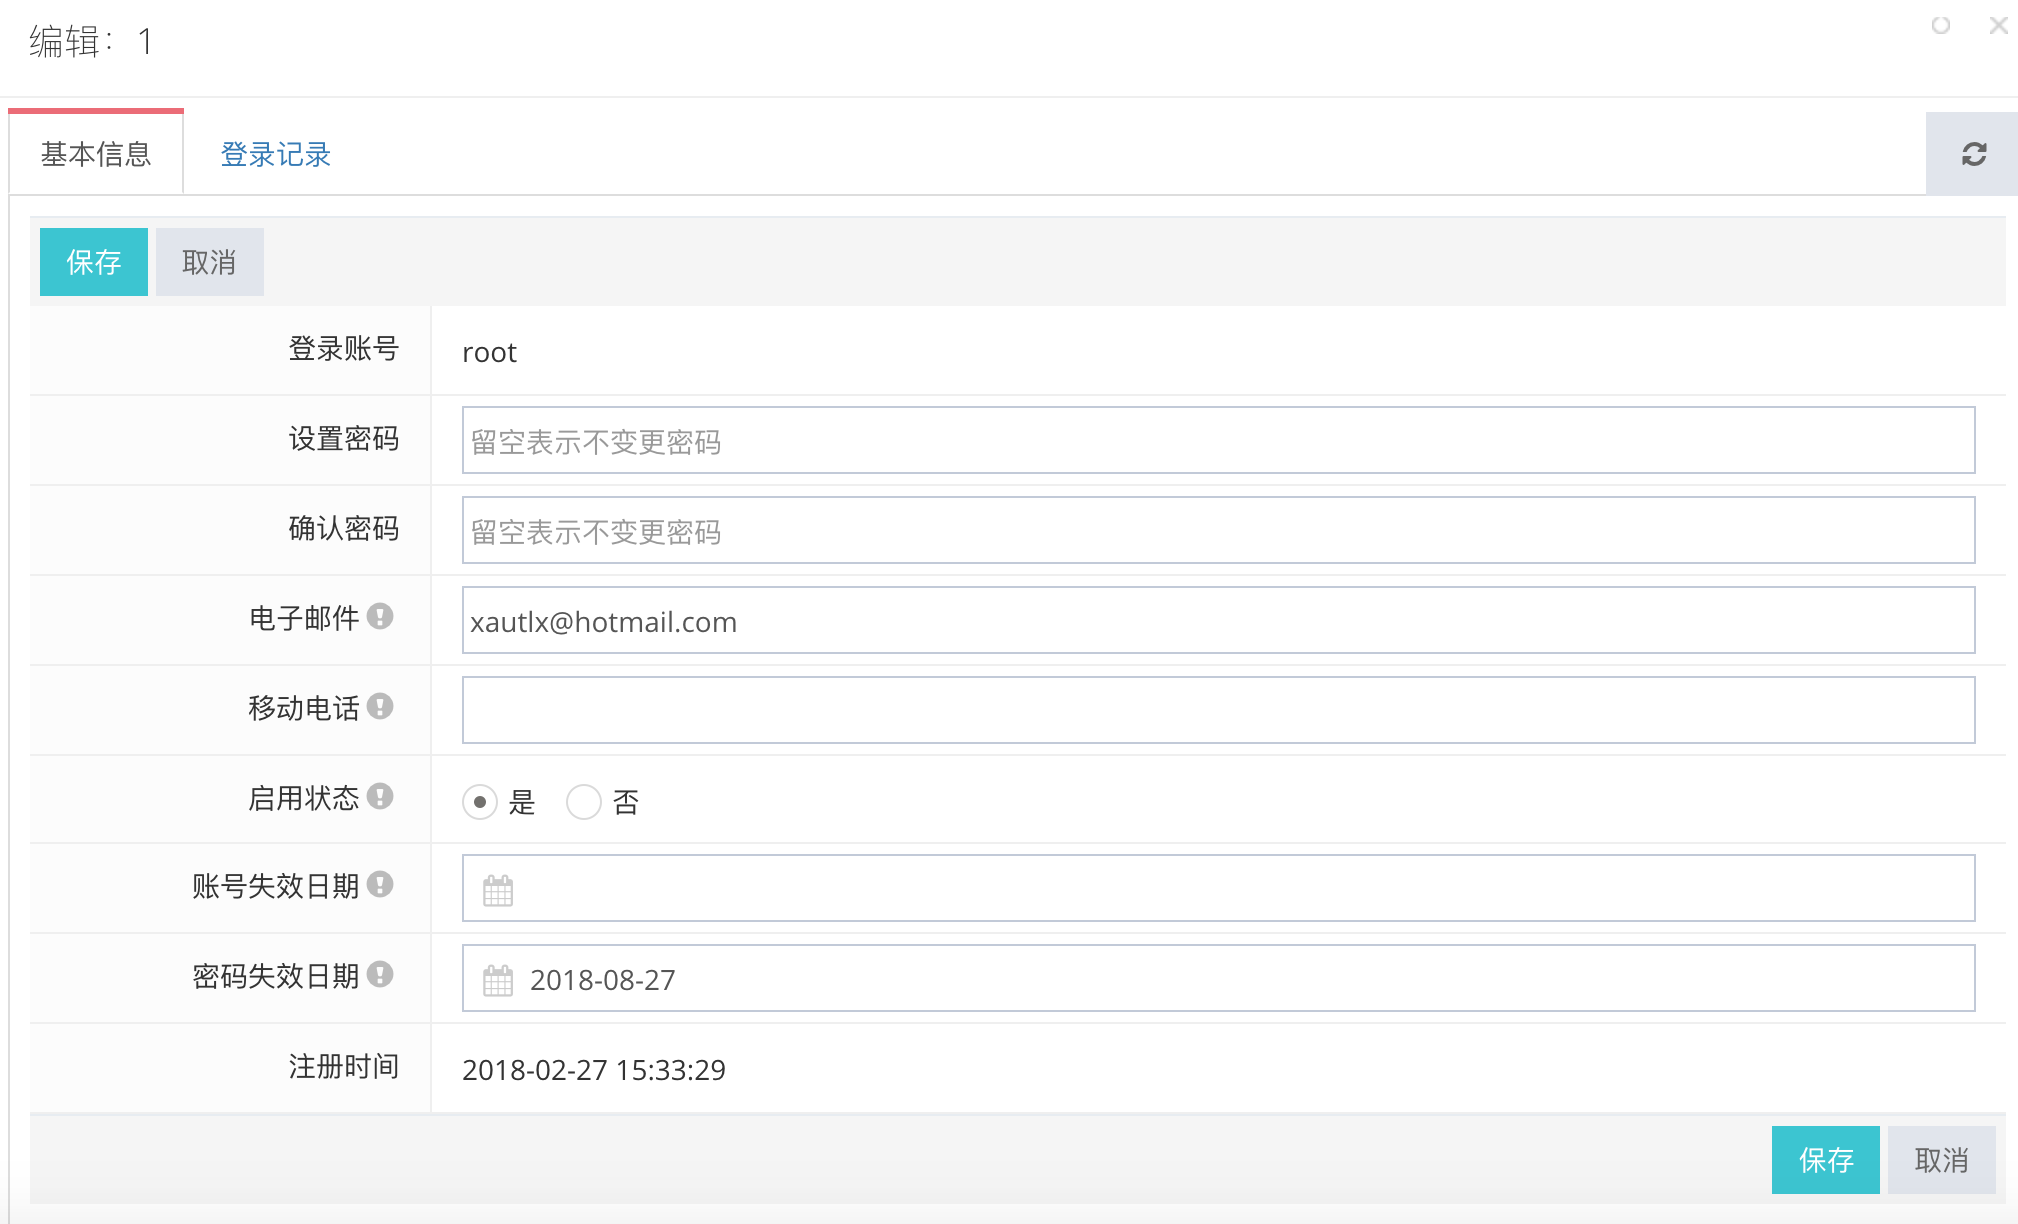 编辑：1
基本信息 登录记录
保存 取消
登录账号 root
设置密码 留空表示不变更密码
确认密码 留空表示不变更密码
电子邮件 xautlx@hotmail.com
移动电话
启用状态 是 否
账号失效日期
密码失效日期 2018-08-27
注册时间 2018-02-27 15:33:29
保存 取消